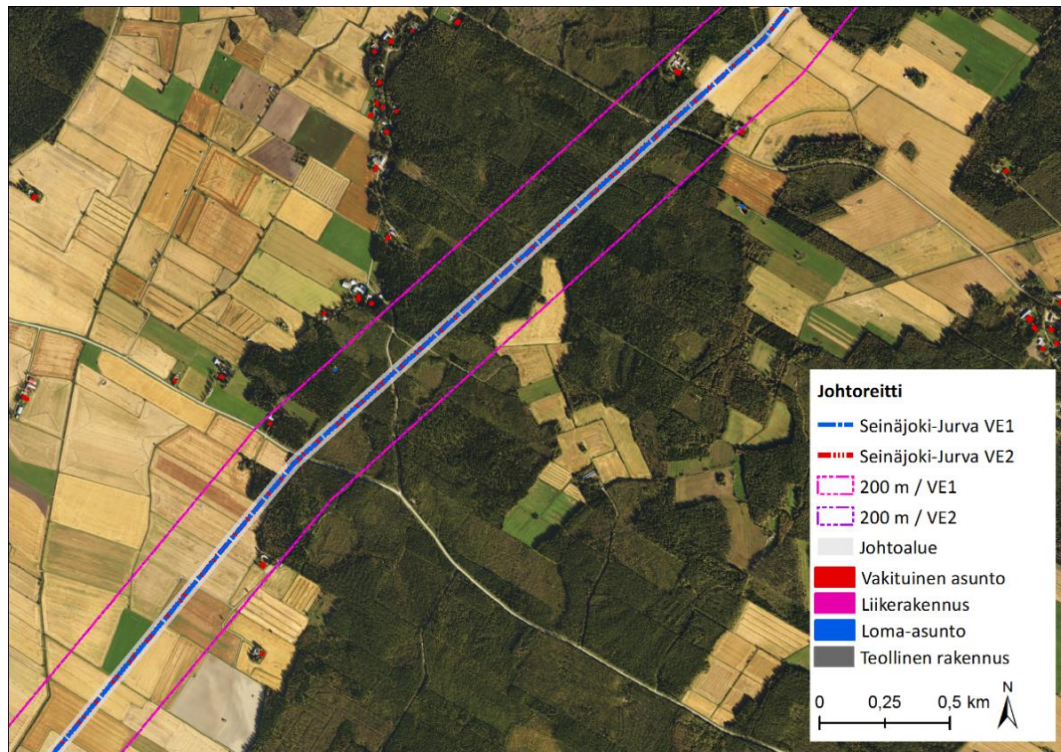 Johtoreitti
Seinäjoki-Jurva VE1
Seinäjoki-Jurva VE2
200 m / VE1
200 m / VE2
Johtoalue
Vakituinen asunto
Liikerakennus
Loma-asunto
Teollinen rakennus
0 0,25 0,5 km
N